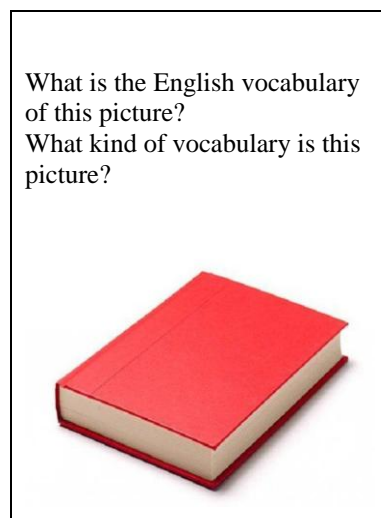 What is the English vocabulary
of this picture?
What kind of vocabulary is this
picture?